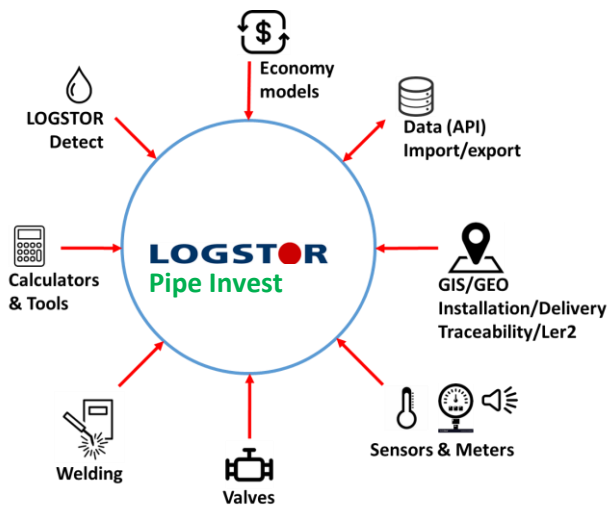 $
Economy
models
LOGSTOR
Detect
Data (API)
Import/export
LOGSTOR
Pipe Invest
Calculators
& Tools
GIS/GEO
Installation/Delivery
Traceability/Ler2
Sensors & Meters
Welding
Valves